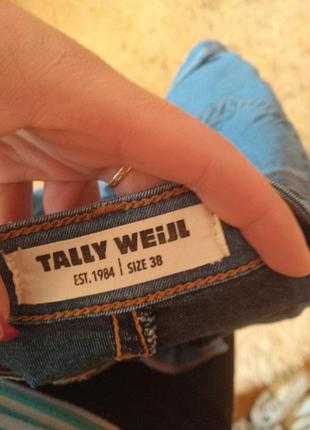 TALLY WEiJL
EST. 1984 | SIZE 38